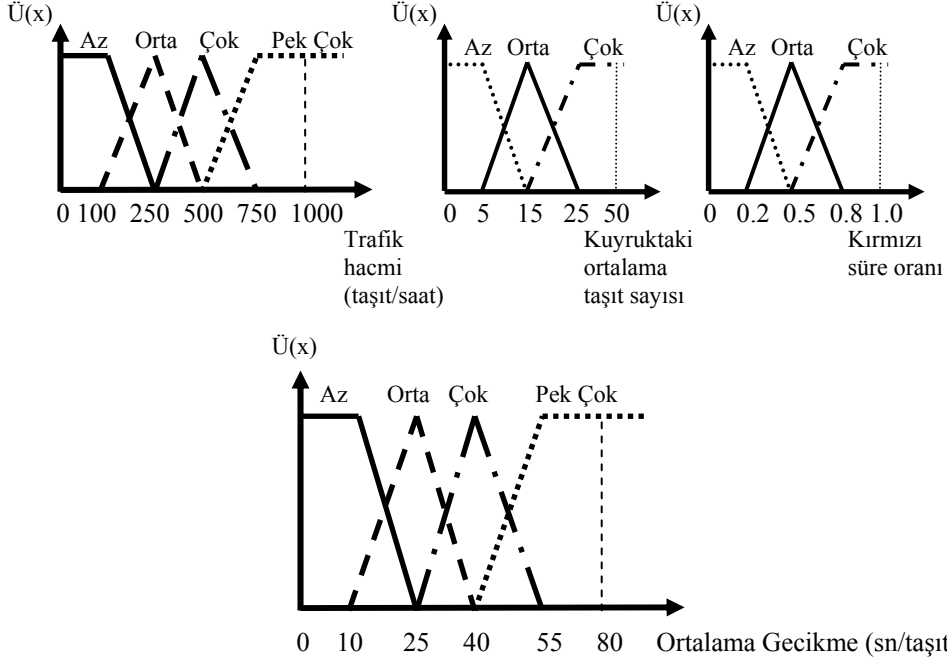 Ü(x)
Az Orta Çok Pek Çok
0 100 250 500 750 1000
Trafik
hacmi
(taşıt/saat)
Ü(x)
Az Orta Çok
0 5 15 25 50
Kuyruktaki
ortalama
taşıt sayısı
Ü(x)
Az Orta Çok
0 0.2 0.5 0.8 1.0
Kırmızı
süre oranı
Ü(x)
Az Orta Çok Pek Çok
0 10 25 40 55 80 Ortalama Gecikme (sn/taşıt